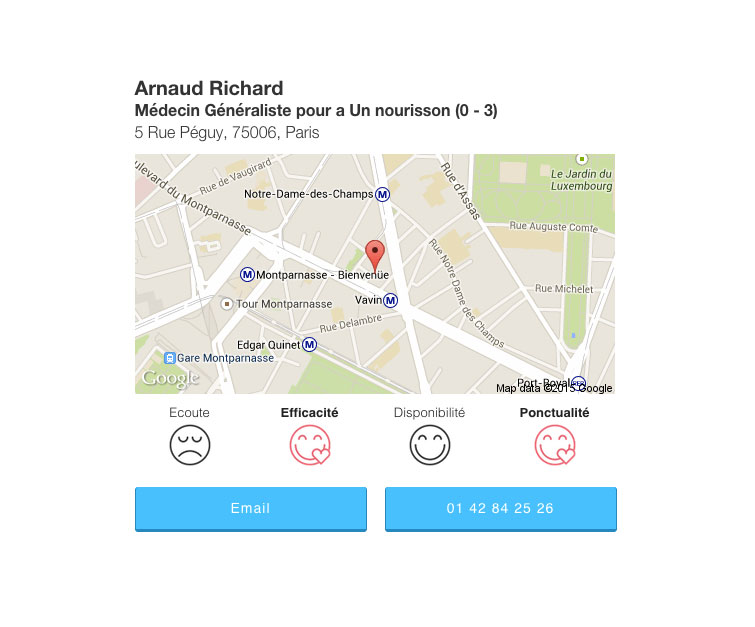 Arnaud Richard
Médecin Généraliste pour a Un nourisson (0 - 3)
5 Rue Péguy, 75006, Paris
ulevard du Montparnasse
Rue de Vaugirard
Notre-Dame-des-Champs M
Rue d'Assas
Le Jardin du
Luxembourg
Rue Auguste Comte
Rue Notre Dame des Champs
M Montparnasse - Bienvenüe
Rue Michelet
Vavin M
Tour Montparnasse
Rue Delambre
Edgar Quinet M
Gare Montparnasse
Google
Port-Royal
Map data ©2015 Google
Ecoute
Efficacité
Disponibilité
Ponctualité
Email
01 42 84 25 26